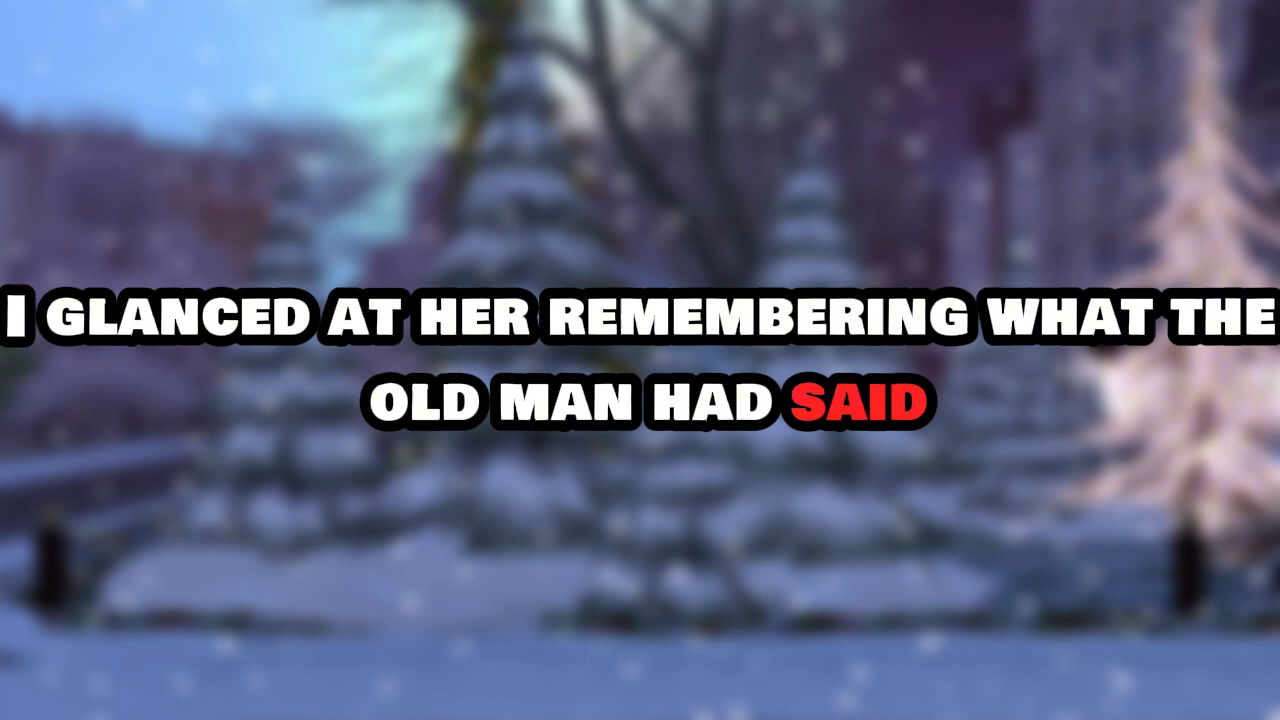 I GLANCED AT HER REMEMBERING WHAT THE
OLD MAN HAD SAID